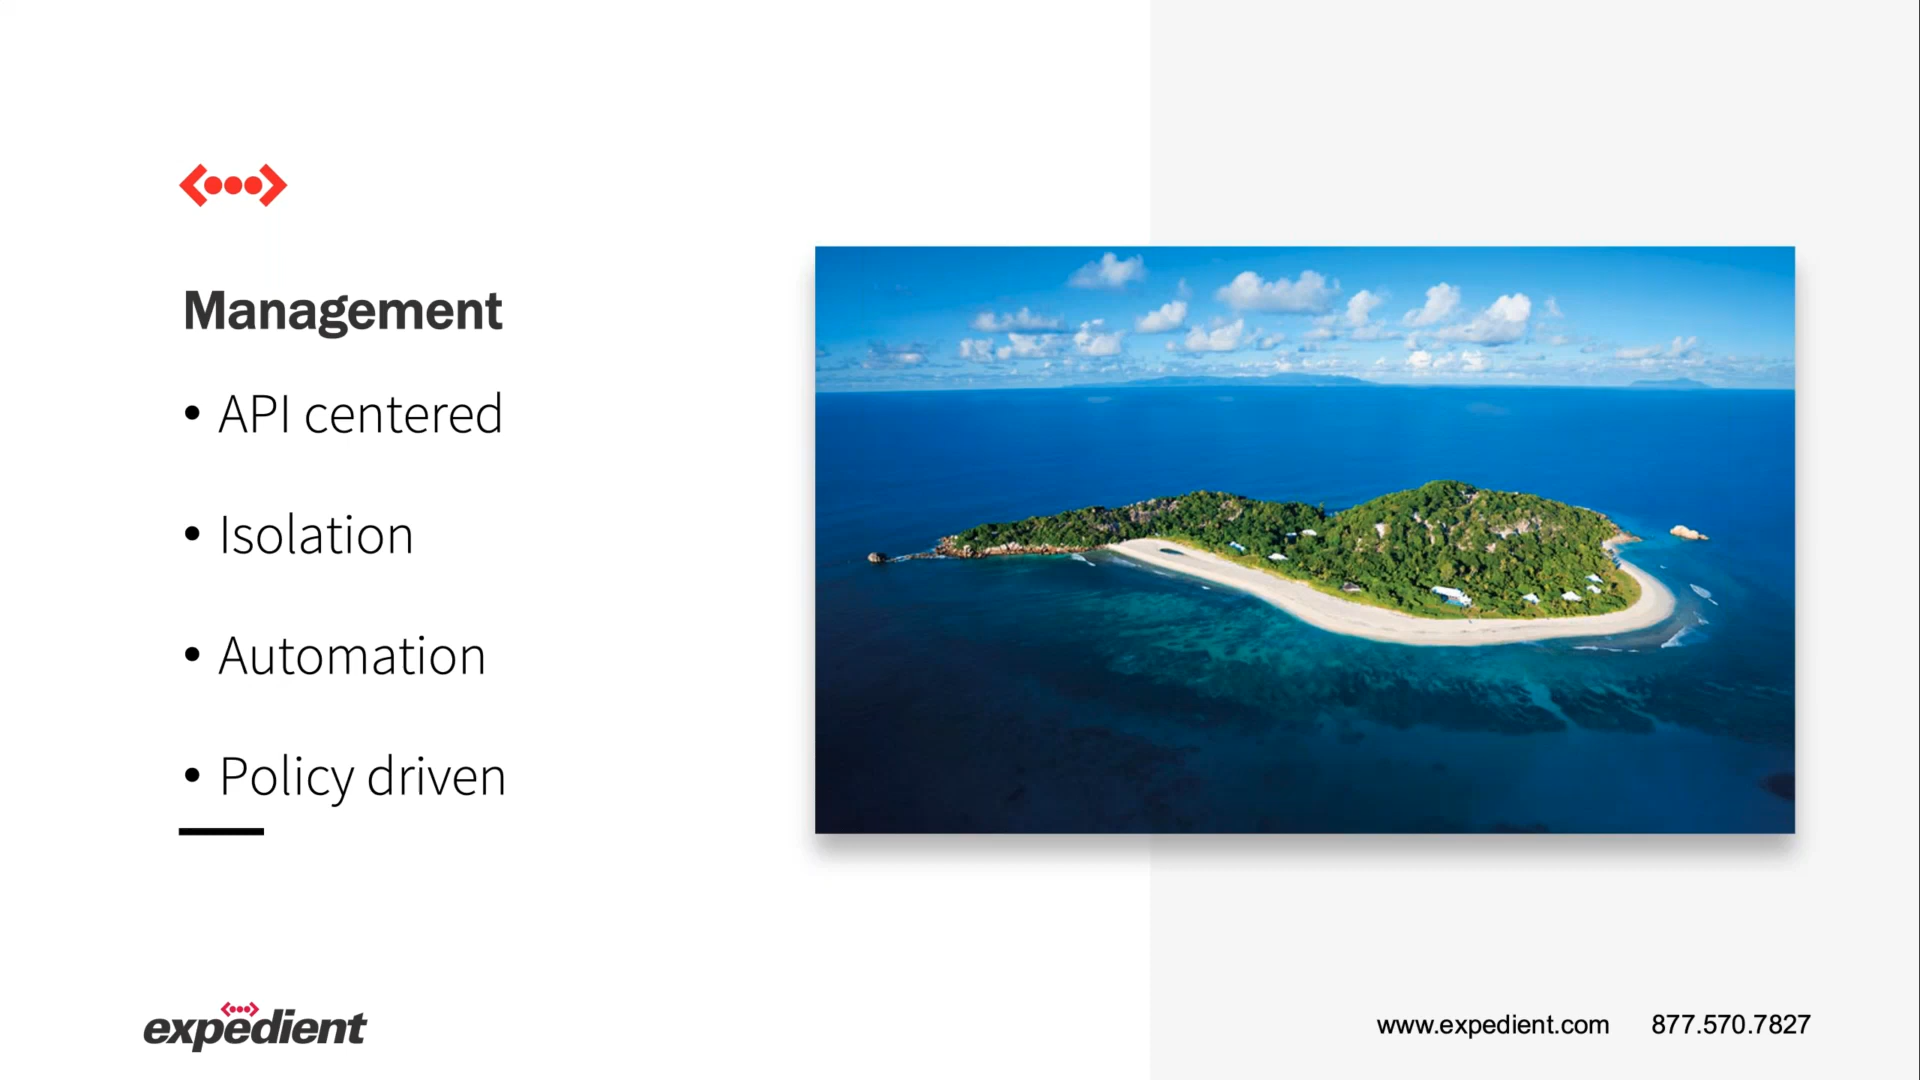 Management
• API centered
• Isolation
• Automation
• Policy driven
expedient
www.expedient.com 877.570.7827